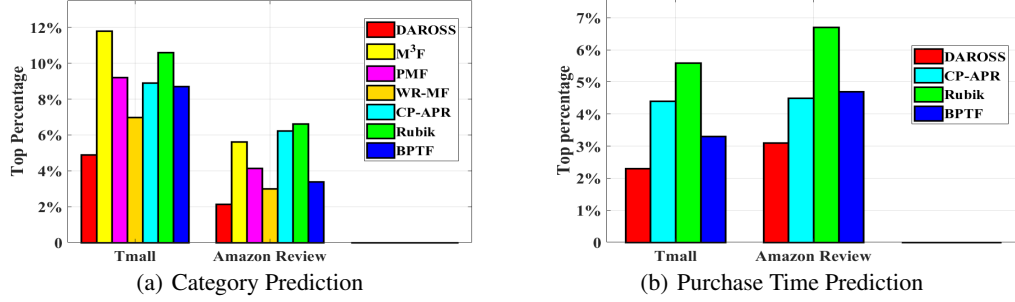 Top Percentage
12%
10%
8%
6%
4%
2%
0
DAROSS
M³F
PMF
WR-MF
CP-APR
Rubik
BPTF
Tmall
Amazon Review
(a) Category Prediction
Top percentage
7%
6%
5%
4%
3%
2%
1%
0
DAROSS
CP-APR
Rubik
BPTF
Tmall
Amazon Review
(b) Purchase Time Prediction